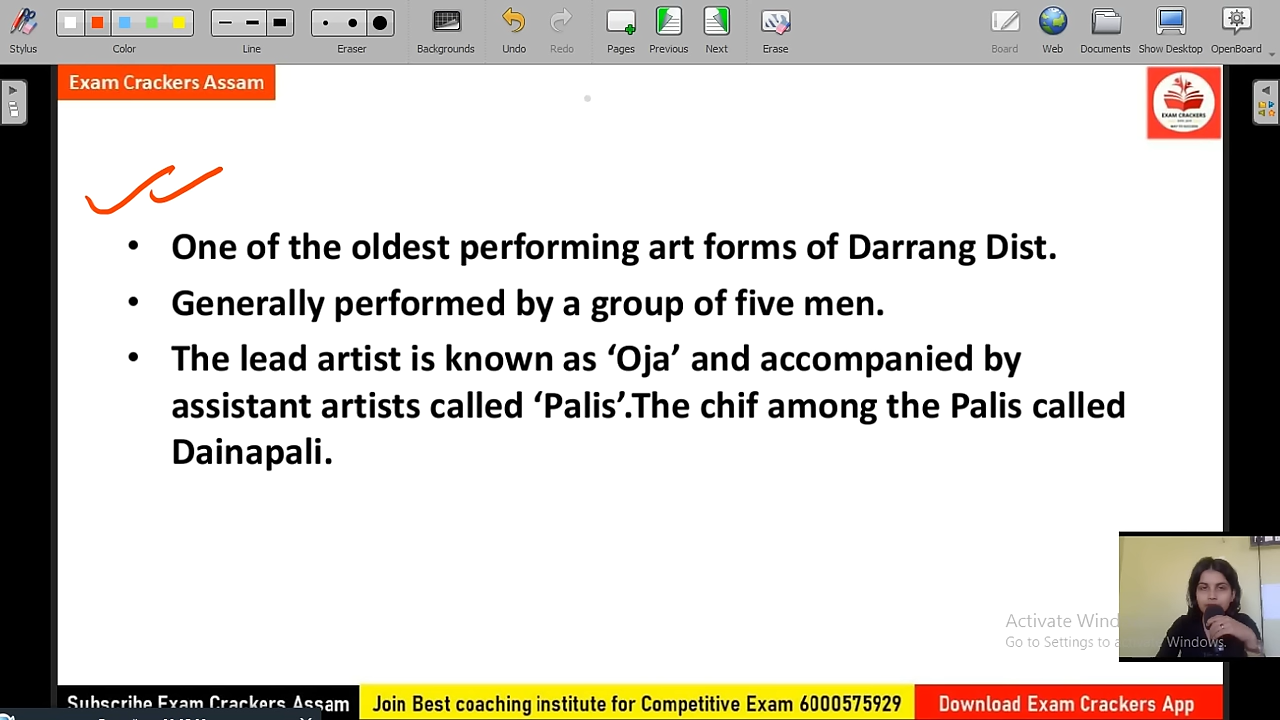 Stylus
Color
Line
Eraser
Backgrounds
Undo
Redo
Pages
Previous
Next
Erase
Board
Web
Documents
Show Desktop
OpenBoard
Exam Crackers Assam
EXAM CRACKERS
• One of the oldest performing art forms of Darrang Dist.
• Generally performed by a group of five men.
• The lead artist is known as ‘Oja’ and accompanied by
assistant artists called ‘Palis’.The chif among the Palis called
Dainapali.
Activate Wind
Go to Settings to a Windows.
Subscribe Exam Crackers Assam
Join Best coaching institute for Competitive Exam 6000575929
Download Exam Crackers App